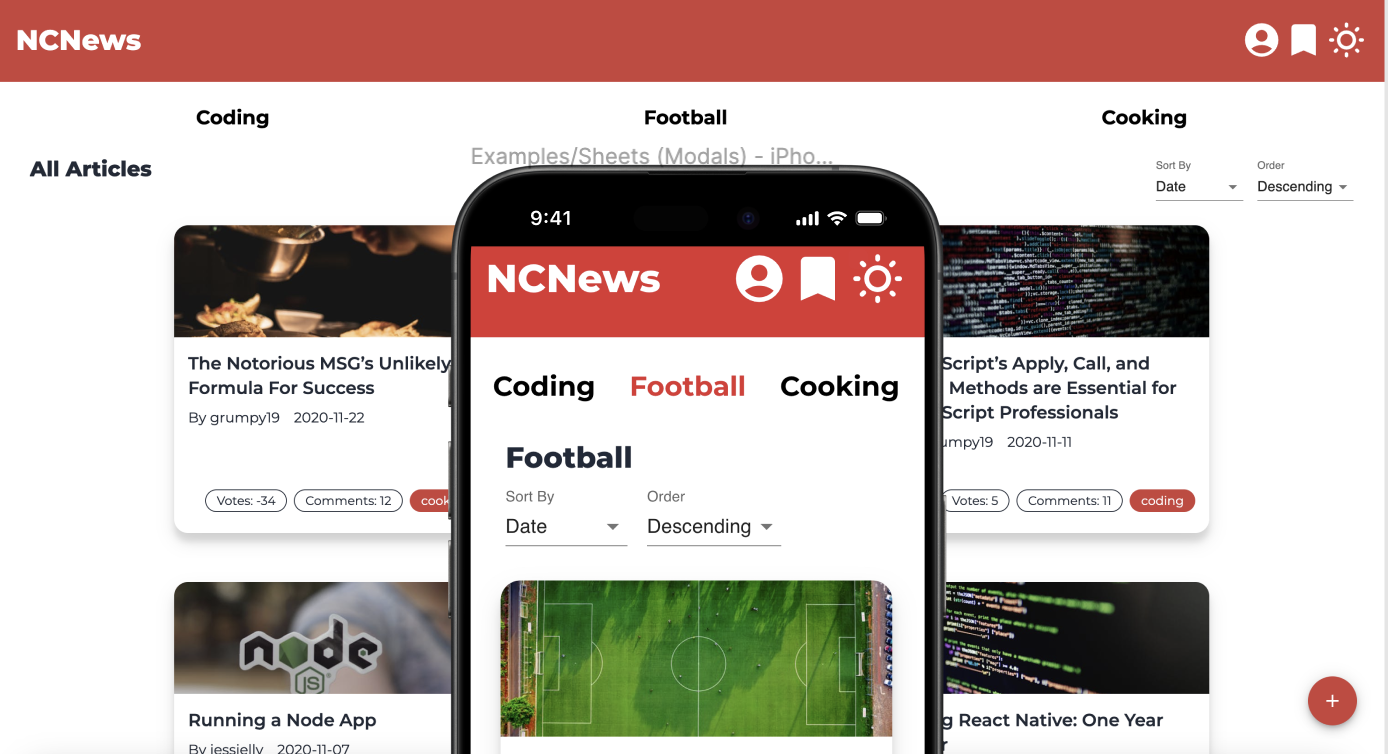 NCNews
Coding
Football
Cooking
All Articles
Examples/Sheets (Modals) - iPho...
Sort By
Date
Order
Descending
The Notorious MSG’s Unlikely
Formula For Success
By grumpy19 2020-11-22
Votes: -34
Comments: 12
Script’s Apply, Call, and
Methods are Essential for
Script Professionals
2020-11-11
Votes: 5
Comments: 11
coding
node
JS
Running a Node App
By jessjelly 2020-11-07
React Native: One Year
9:41
NCNews
Coding
Football
Cooking
Football
Sort By
Date
Order
Descending
+